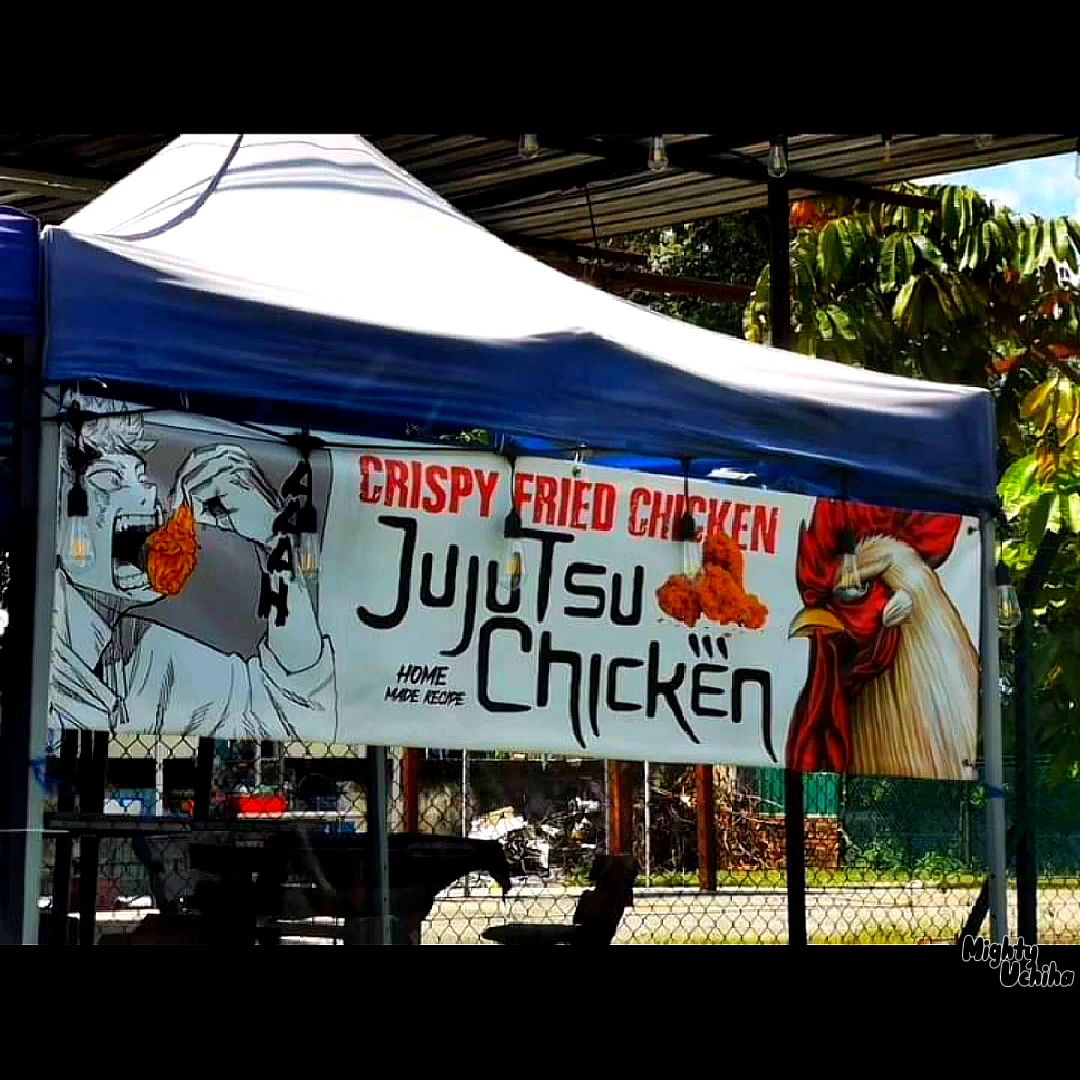 AAAH
CRISPY FRIED CHICKEN
JUJUTSU
CHICKEN
HOME
MADE RECIPE
Mighty
Uchiha